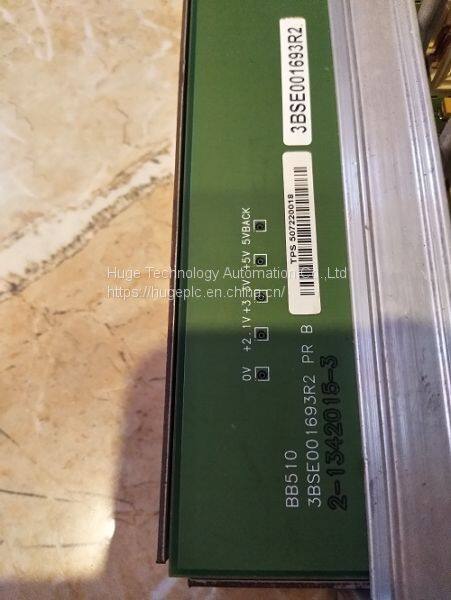 3BSE001693R2
TPS 507220018
0V +2.1V +3 V +5V 5VBACK
Huge Technology Automation Co.,Ltd
https://hugeplc.en.china.cn/
BB510
3BSE001693R2 PR B
2-1342015-3